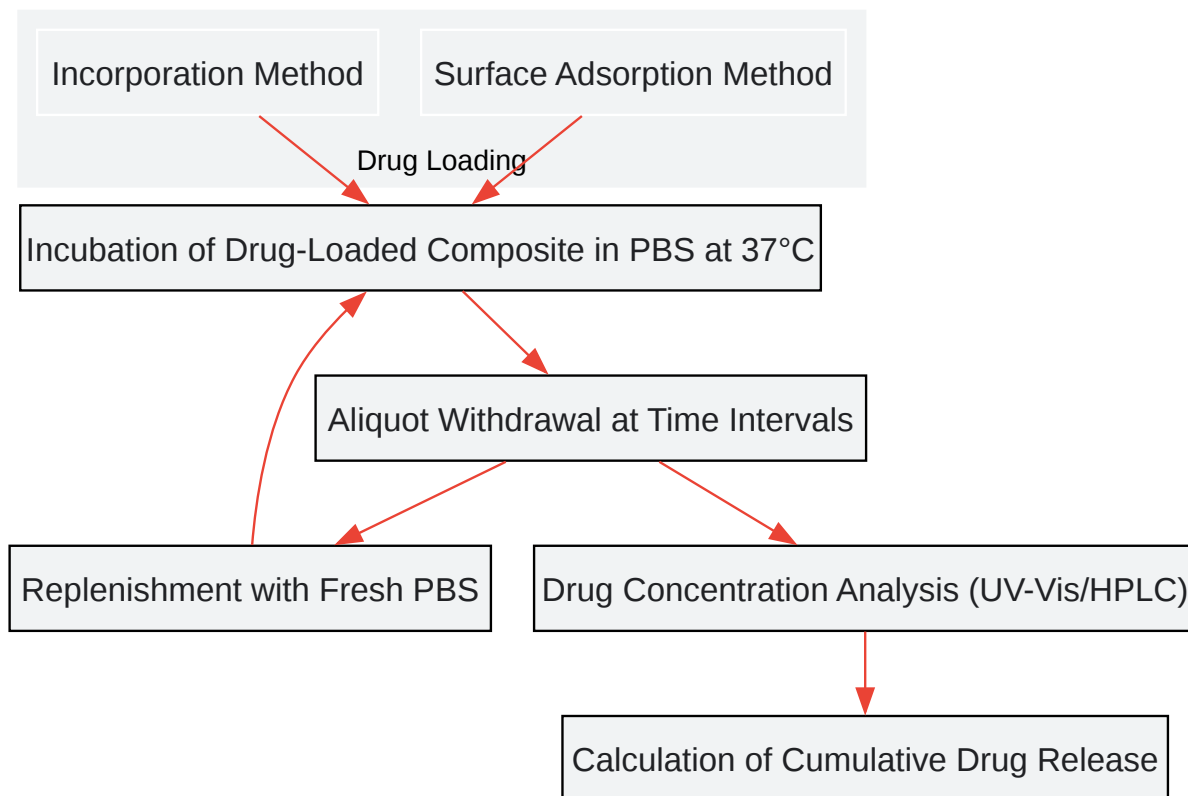 Incorporation Method
Surface Adsorption Method
Drug Loading
Incubation of Drug-Loaded Composite in PBS at 37°C
Aliquot Withdrawal at Time Intervals
Replenishment with Fresh PBS
Drug Concentration Analysis (UV-Vis/HPLC)
Calculation of Cumulative Drug Release